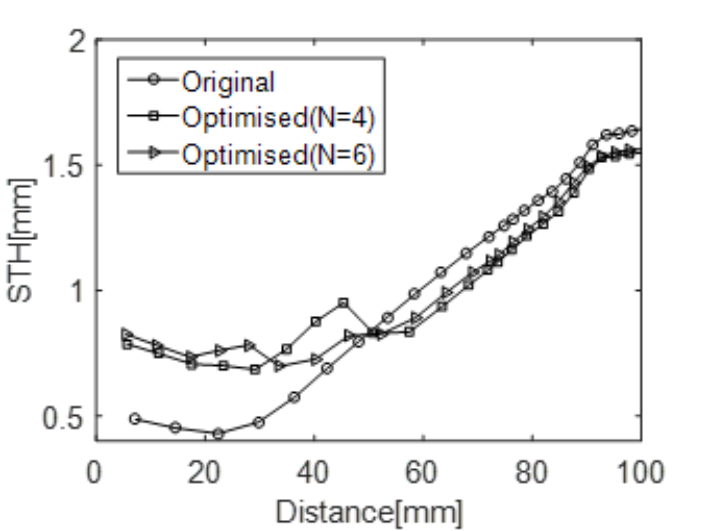 2
Original
Optimised(N=4)
Optimised(N=6)
1.5
STH[mm]
1
0.5
0 20 40 60 80 100
Distance[mm]